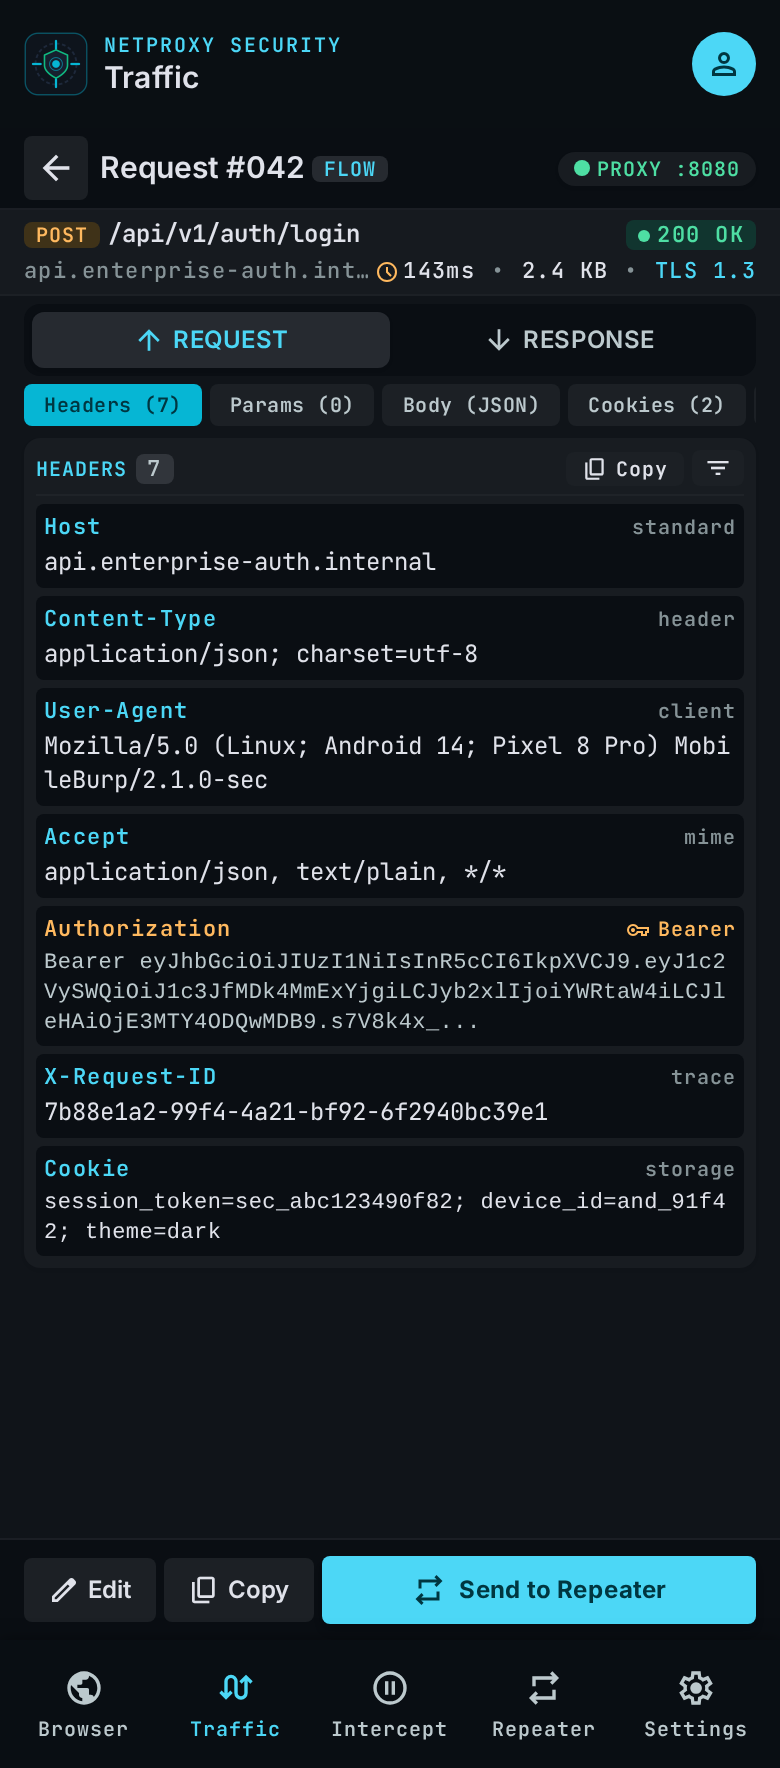 NETPROXY SECURITY
Traffic
Request #042 FLOW PROXY :8080
POST /api/v1/auth/login 200 OK
api.enterprise-auth.int… 143ms • 2.4 KB • TLS 1.3
REQUEST RESPONSE
Headers (7) Params (0) Body (JSON) Cookies (2)
HEADERS 7 Copy
Host standard
api.enterprise-auth.internal
Content-Type header
application/json; charset=utf-8
User-Agent client
Mozilla/5.0 (Linux; Android 14; Pixel 8 Pro) Mobi
leBurp/2.1.0-sec
Accept mime
application/json, text/plain, */*
Authorization Bearer
Bearer eyJhbGciOiJIUzI1NiIsInR5cCI6IkpXVCJ9.eyJ1c2
VySWQiOiJ1c3JfMDk4MmExYjgiLCJyb2xlIjoiYWRtaW4iLCJl
eHAiOjE3MTY4ODQwMDB9.s7V8k4x_...
X-Request-ID trace
7b88e1a2-99f4-4a21-bf92-6f2940bc39e1
Cookie storage
session_token=sec_abc123490f82; device_id=and_91f4
2; theme=dark
Edit Copy Send to Repeater
Browser Traffic Intercept Repeater Settings